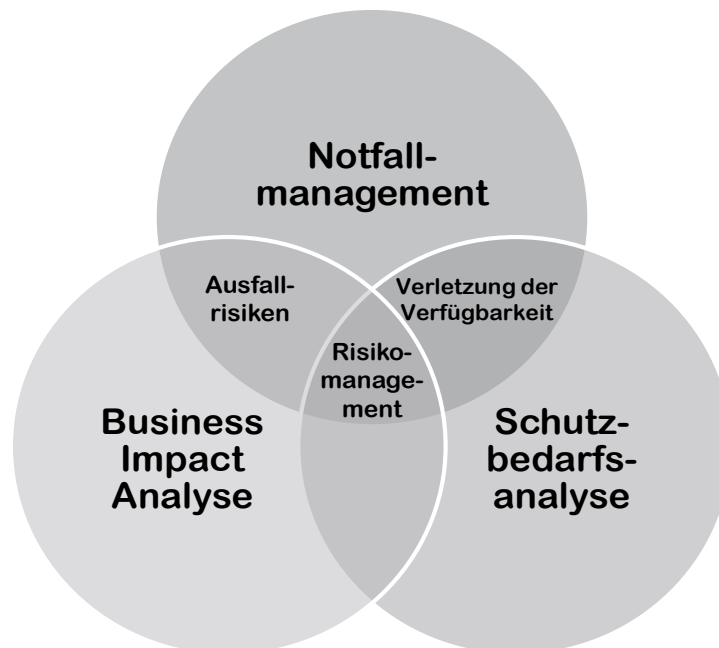 Notfall-
management
Ausfall-
risiken
Verletzung der
Verfügbarkeit
Risiko-
manage-
ment
Business
Impact
Analyse
Schutz-
bedarfs-
analyse